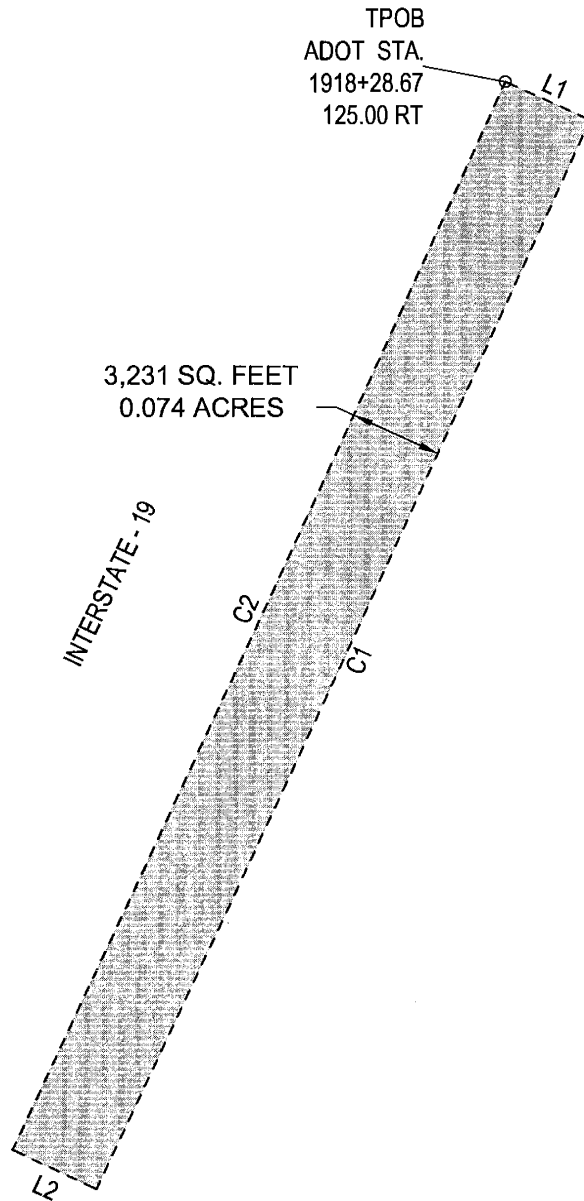 TPOB
ADOT STA.
1918+28.67
125.00 RT
L1
3,231 SQ. FEET
0.074 ACRES
INTERSTATE - 19
C2
C1
L2